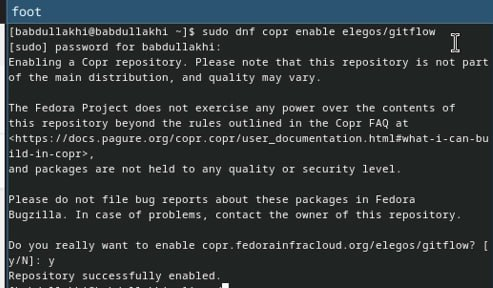 foot
[babdullakhi@babdullakhi ~]$ sudo dnf copr enable elegos/gitflow
[sudo] password for babdullakhi:
Enabling a Copr repository. Please note that this repository is not part
of the main distribution, and quality may vary.
The Fedora Project does not exercise any power over the contents of
this repository beyond the rules outlined in the Copr FAQ at
<https://docs.pagure.org/copr.copr/user_documentation.html#what-i-can-bu
ild-in-copr>,
and packages are not held to any quality or security level.
Please do not file bug reports about these packages in Fedora
Bugzilla. In case of problems, contact the owner of this repository.
Do you really want to enable copr.fedorainfracloud.org/elegos/gitflow? [
y/N]: y
Repository successfully enabled.